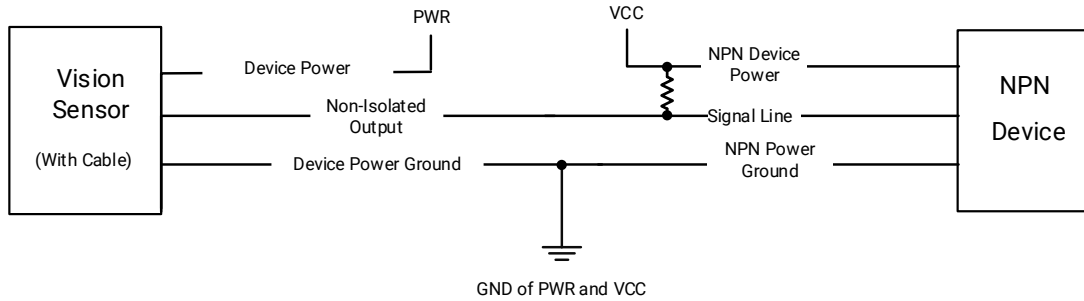 PWR
VCC
Vision
Sensor
(With Cable)
Device Power
Non-Isolated
Output
Device Power Ground
NPN Device
Power
Signal Line
NPN Power
Ground
NPN
Device
GND of PWR and VCC